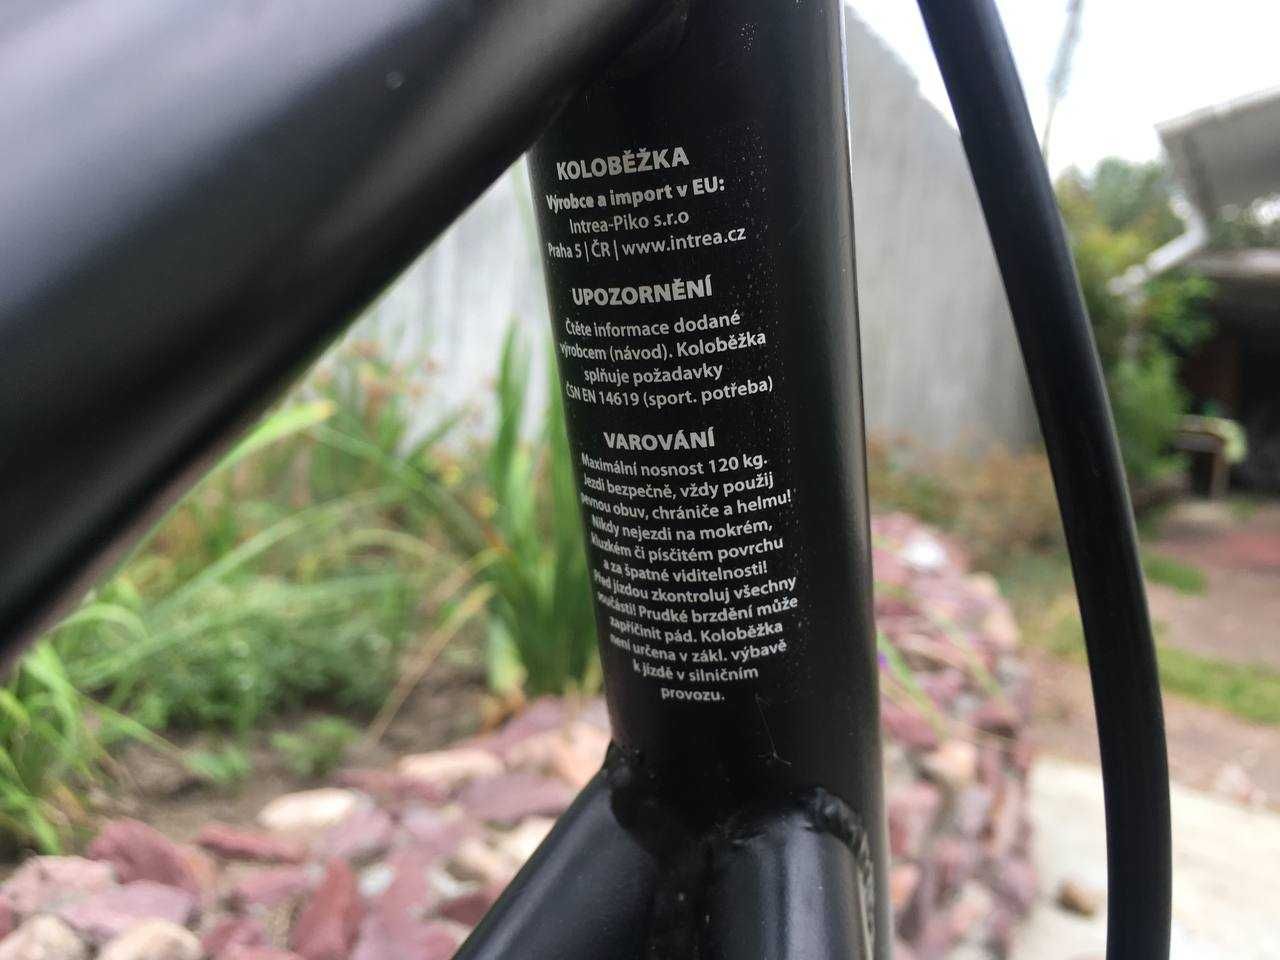 KOLOBĚŽKA
Výrobce a import v EU:
Intrea-Piko s.r.o
Praha 5 | ČR | www.intrea.cz
UPOZORNĚNÍ
Čtěte informace dodané
výrobcem (návod). Koloběžka
splňuje požadavky
ČSN EN 14619 (sport. potřeba)
VAROVÁNÍ
Maximální nosnost 120 kg.
Jezdi bezpečně, vždy použij
pevnou obuv, chrániče a helmu!
Nikdy nejezdi na mokrém,
kluzkém či písčitém povrchu
a za špatné viditelnosti!
Před jízdou zkontroluj všechny
součásti! Prudké brzdění může
zapříčinit pád. Koloběžka
není určena v zákl. výbavě
k jízdě v silničním
provozu.